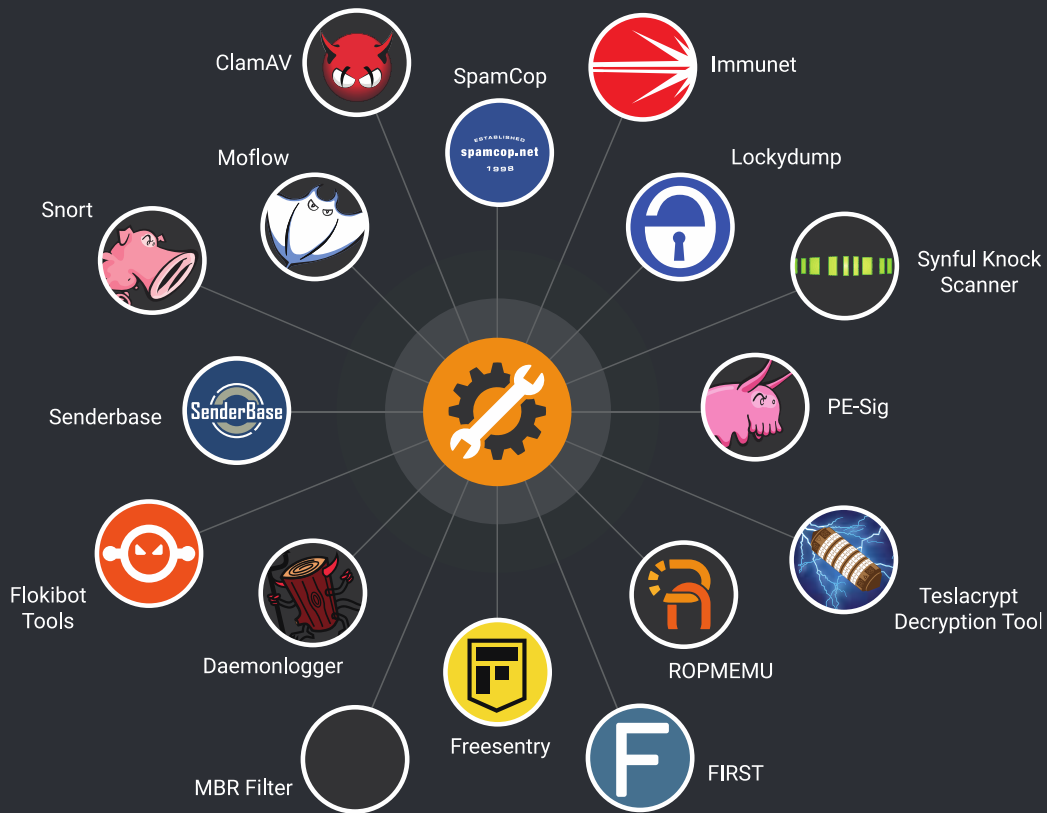 ClamAV
SpamCop
Immunet
ESTABLISHED
spamcop.net
1998
Moflow
Lockydump
Snort
Synful Knock
Scanner
Senderbase
SenderBase
PE-Sig
Flokibot
Tools
Daemonlogger
Teslacrypt
Decryption Tool
ROPMEMU
Freesentry
MBR Filter
F
FIRST